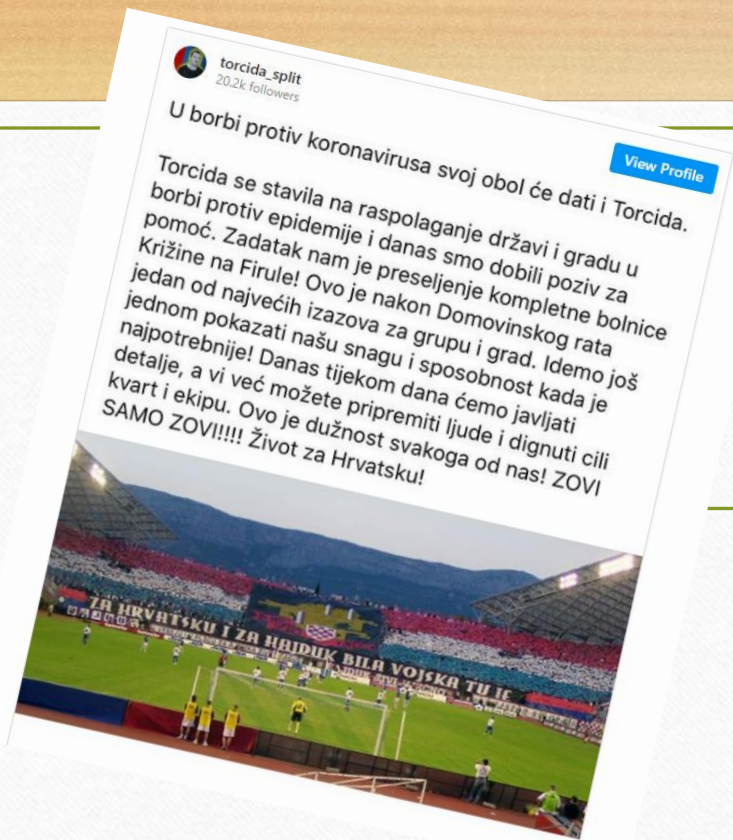 torcida_split
20.2k followers
View Profile
U borbi protiv koronavirusa svoj obol će dati i Torcida.
Torcida se stavila na raspolaganje državi i gradu u
borbi protiv epidemije i danas smo dobili poziv za
pomoć. Zadatak nam je preseljenje kompletne bolnice
Križine na Firule! Ovo je nakon Domovinskog rata
jedan od najvećih izazova za grupu i grad. Idemo još
jednom pokazati našu snagu i sposobnost kada je
najpotrebnije! Danas tijekom dana ćemo javljati
detalje, a vi već možete pripremiti ljude i dignuti cili
kvart i ekipu. Ovo je dužnost svakoga od nas! ZOVI
SAMO ZOVI!!!! Život za Hrvatsku!
ZA HRVATSKU I ZA HAJDUK BILA VOJSKA TU JE